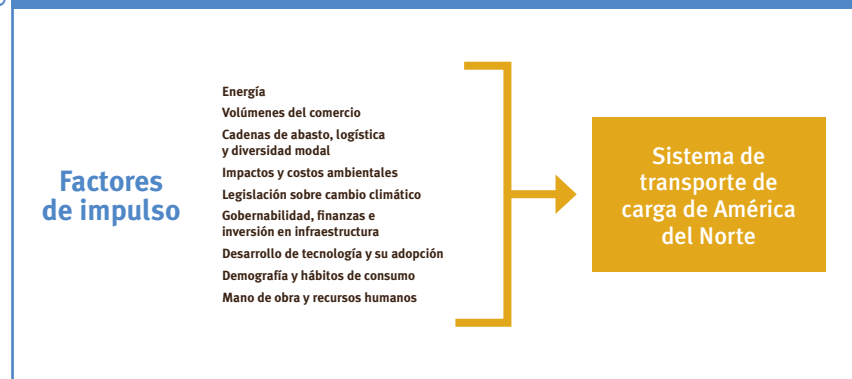 Factores
de impulso
Energía
Volúmenes del comercio
Cadenas de abasto, logística
y diversidad modal
Impactos y costos ambientales
Legislación sobre cambio climático
Gobernabilidad, finanzas e
inversión en infraestructura
Desarrollo de tecnología y su adopción
Demografía y hábitos de consumo
Mano de obra y recursos humanos
Sistema de
transporte de
carga de América
del Norte